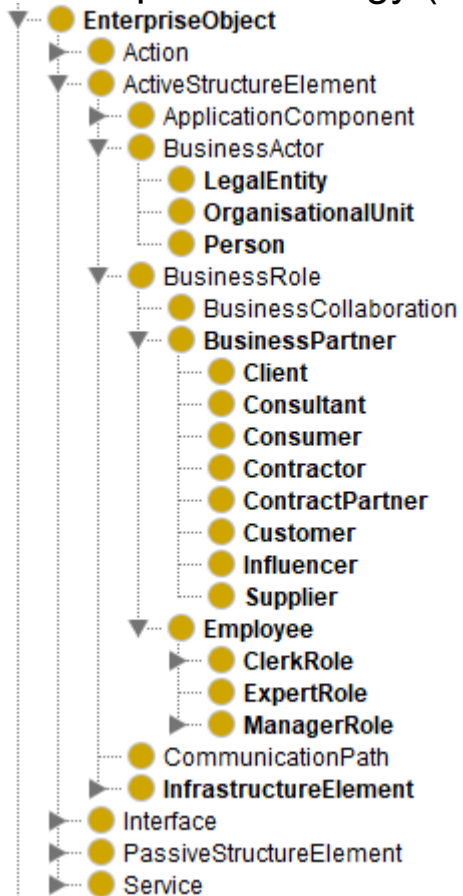 EnterpriseObject
Action
ActiveStructureElement
ApplicationComponent
BusinessActor
LegalEntity
OrganisationalUnit
Person
BusinessRole
BusinessCollaboration
BusinessPartner
Client
Consultant
Consumer
Contractor
ContractPartner
Customer
Influencer
Supplier
Employee
ClerkRole
ExpertRole
ManagerRole
CommunicationPath
InfrastructureElement
Interface
PassiveStructureElement
Service